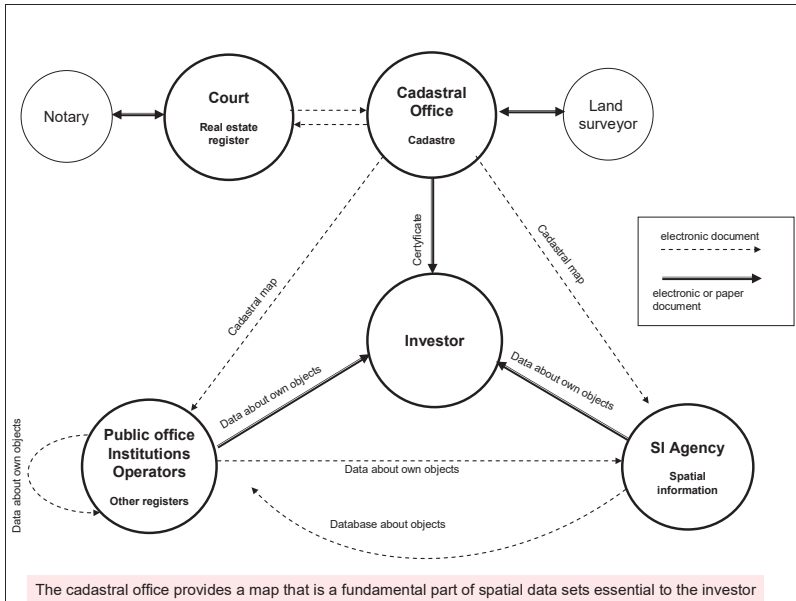 Notary
Court
Real estate
register
Cadastral
Office
Cadastre
Land
surveyor
electronic document
electronic or paper
document
Certyficate
Cadastral map
Cadastral map
Investor
Data about own objects
Data about own objects
Data about own objects
Public office
Institutions
Operators
Other registers
Data about own objects
SI Agency
Spatial
information
Database about objects
The cadastral office provides a map that is a fundamental part of spatial data sets essential to the investor